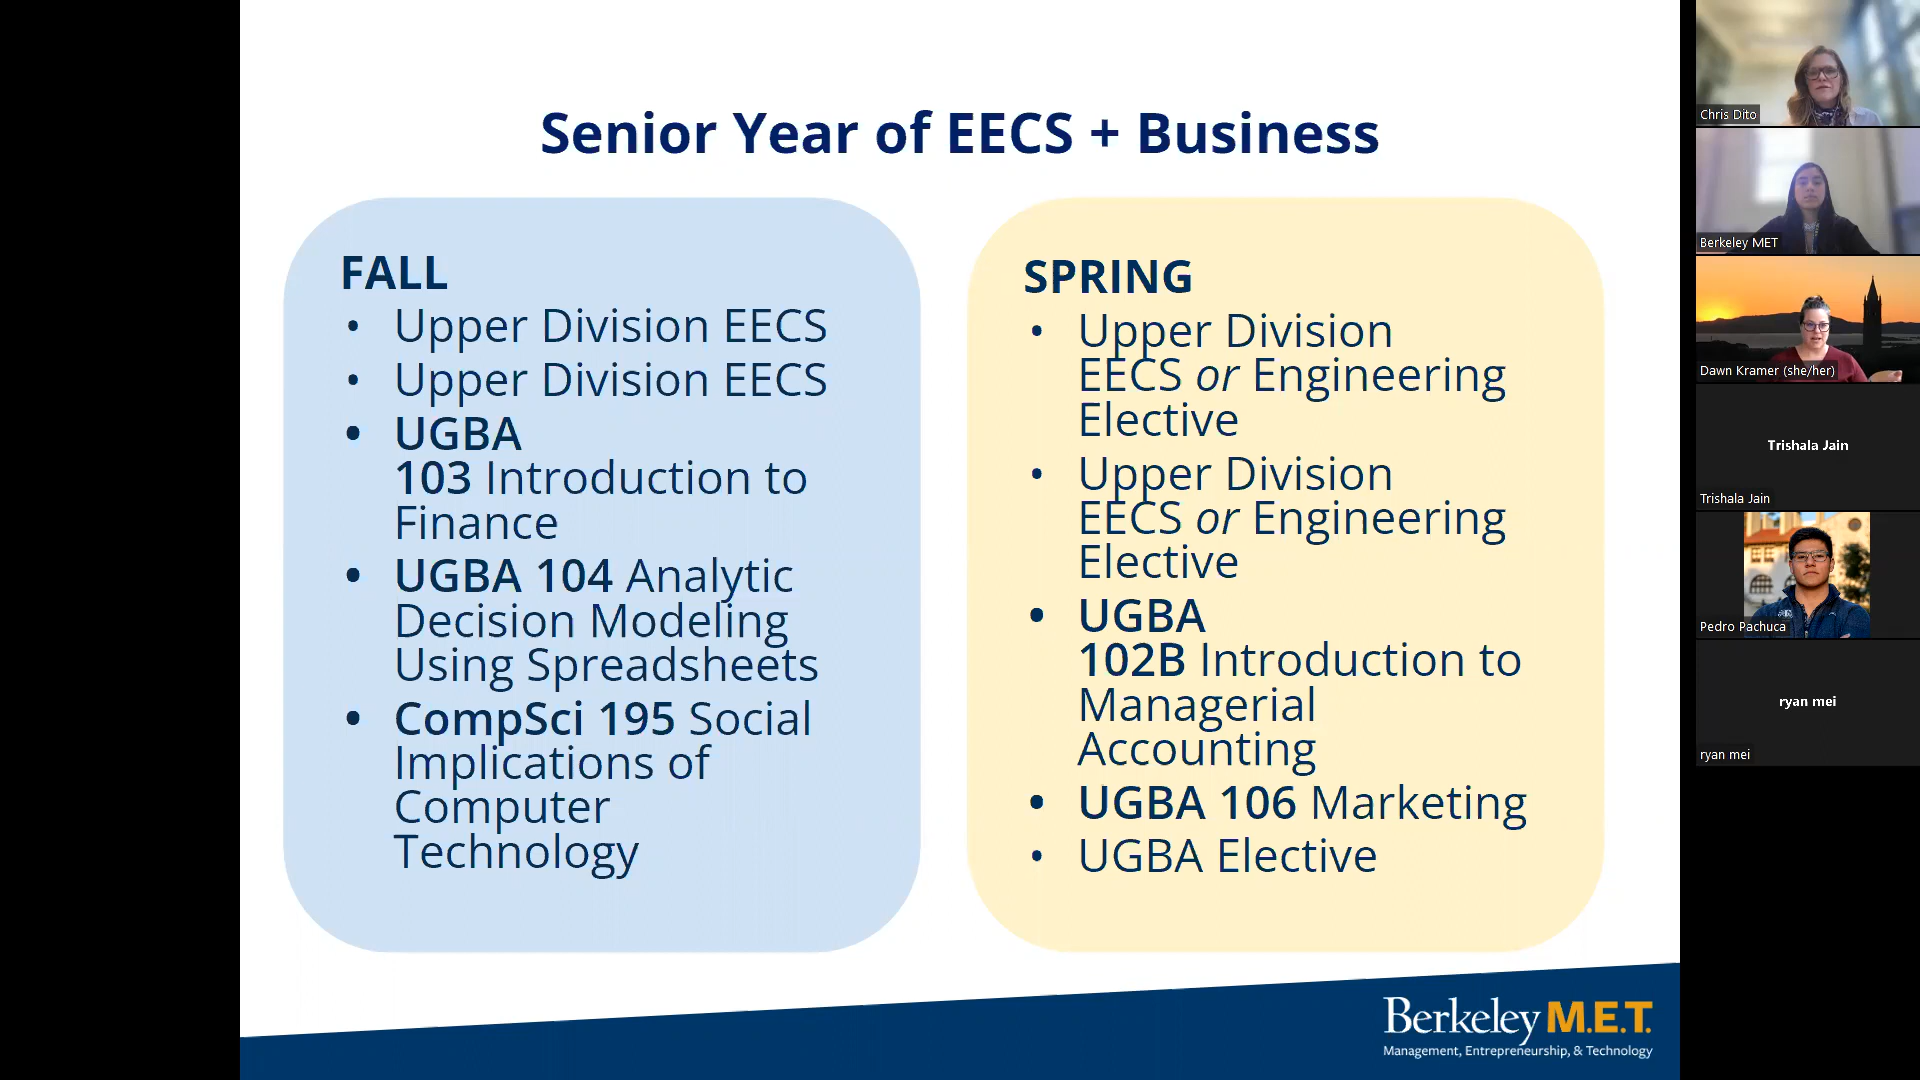 Senior Year of EECS + Business
FALL
• Upper Division EECS
• Upper Division EECS
• UGBA
103 Introduction to
Finance
• UGBA 104 Analytic
Decision Modeling
Using Spreadsheets
• CompSci 195 Social
Implications of
Computer
Technology
SPRING
• Upper Division
EECS or Engineering
Elective
• Upper Division
EECS or Engineering
Elective
• UGBA
102B Introduction to
Managerial
Accounting
• UGBA 106 Marketing
• UGBA Elective
Berkeley M.E.T.
Management, Entrepreneurship, & Technology
Chris Dito
Berkeley MET
Dawn Kramer (she/her)
Trishala Jain
Trishala Jain
Pedro Pachuca
ryan mei
ryan mei